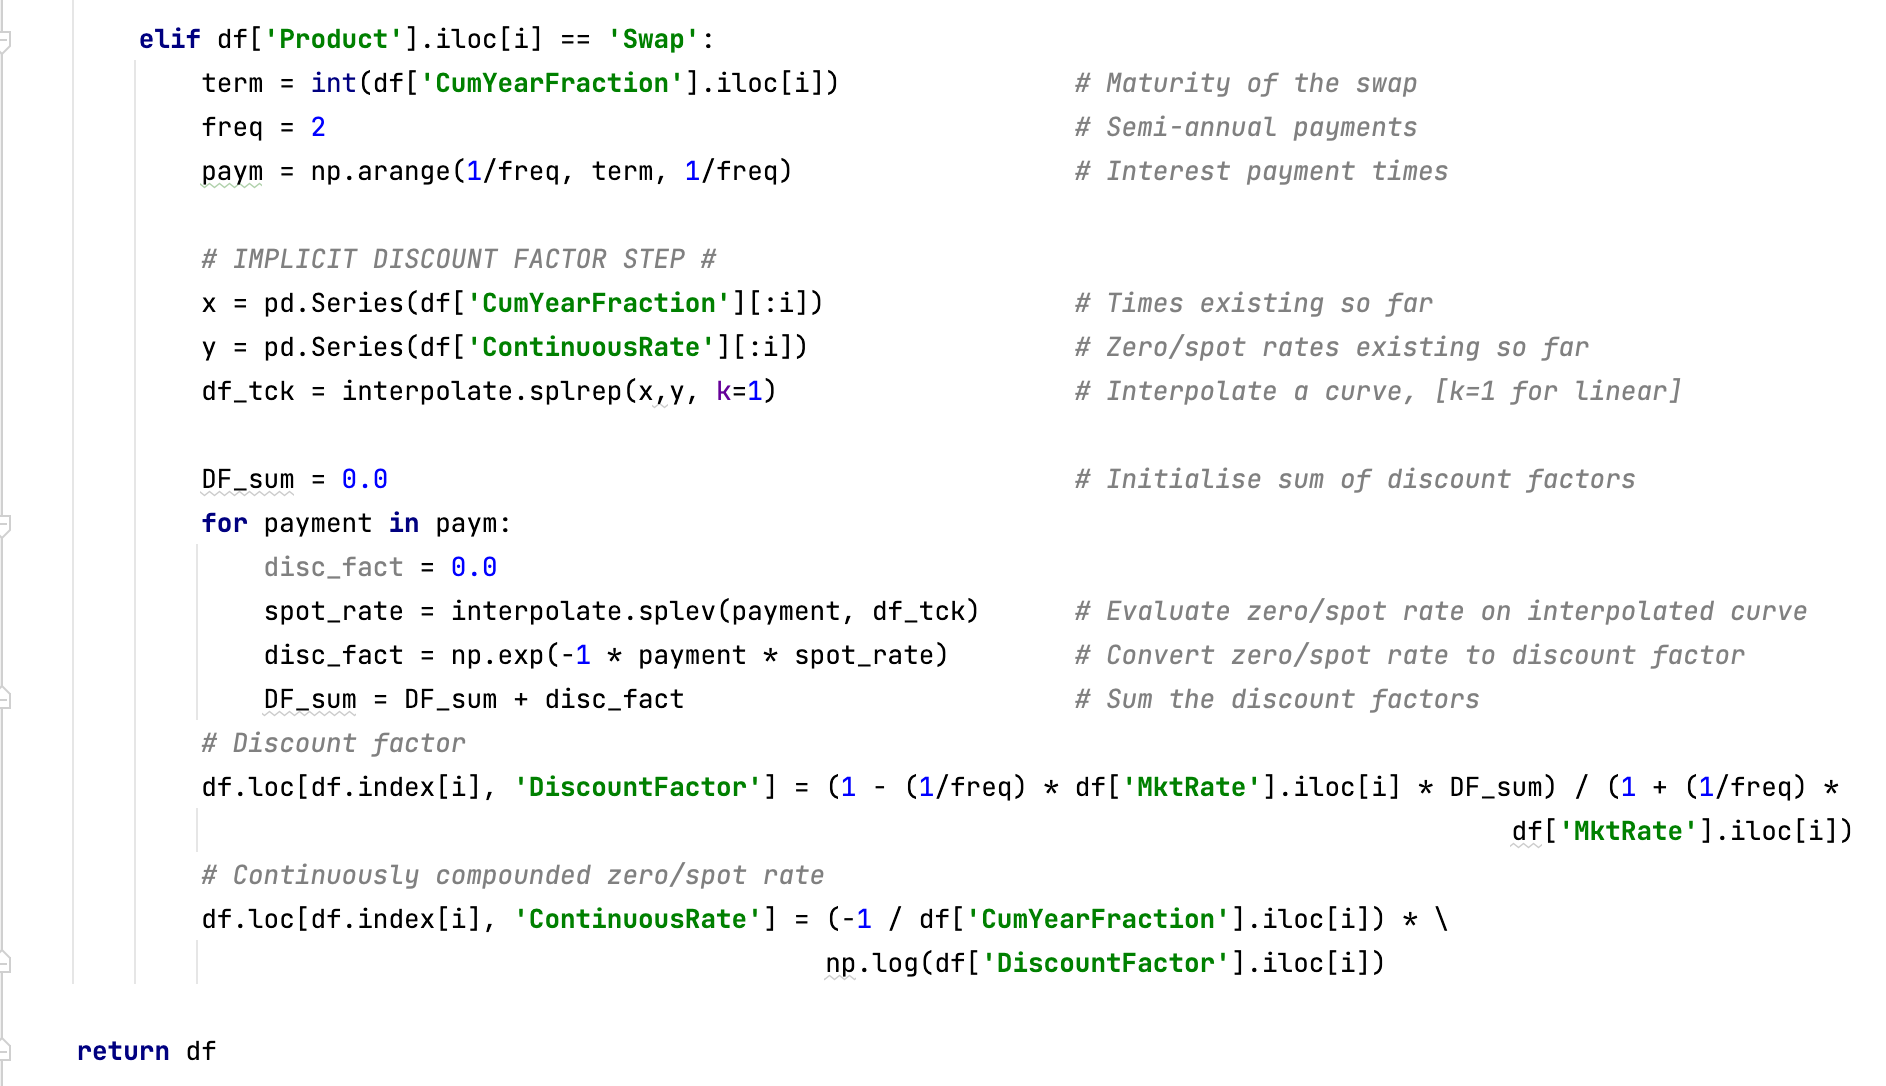 elif df['Product'].iloc[i] == 'Swap':
term = int(df['CumYearFraction'].iloc[i]) # Maturity of the swap
freq = 2 # Semi-annual payments
paym = np.arange(1/freq, term, 1/freq) # Interest payment times
# IMPLICIT DISCOUNT FACTOR STEP #
x = pd.Series(df['CumYearFraction'][:i]) # Times existing so far
y = pd.Series(df['ContinuousRate'][:i]) # Zero/spot rates existing so far
df_tck = interpolate.splrep(x,y, k=1) # Interpolate a curve, [k=1 for linear]
DF_sum = 0.0 # Initialise sum of discount factors
for payment in paym:
disc_fact = 0.0
spot_rate = interpolate.splev(payment, df_tck) # Evaluate zero/spot rate on interpolated curve
disc_fact = np.exp(-1 * payment * spot_rate) # Convert zero/spot rate to discount factor
DF_sum = DF_sum + disc_fact # Sum the discount factors
# Discount factor
df.loc[df.index[i], 'DiscountFactor'] = (1 - (1/freq) * df['MktRate'].iloc[i] * DF_sum) / (1 + (1/freq) *
df['MktRate'].iloc[i])
# Continuously compounded zero/spot rate
df.loc[df.index[i], 'ContinuousRate'] = (-1 / df['CumYearFraction'].iloc[i]) * \
np.log(df['DiscountFactor'].iloc[i])
return df